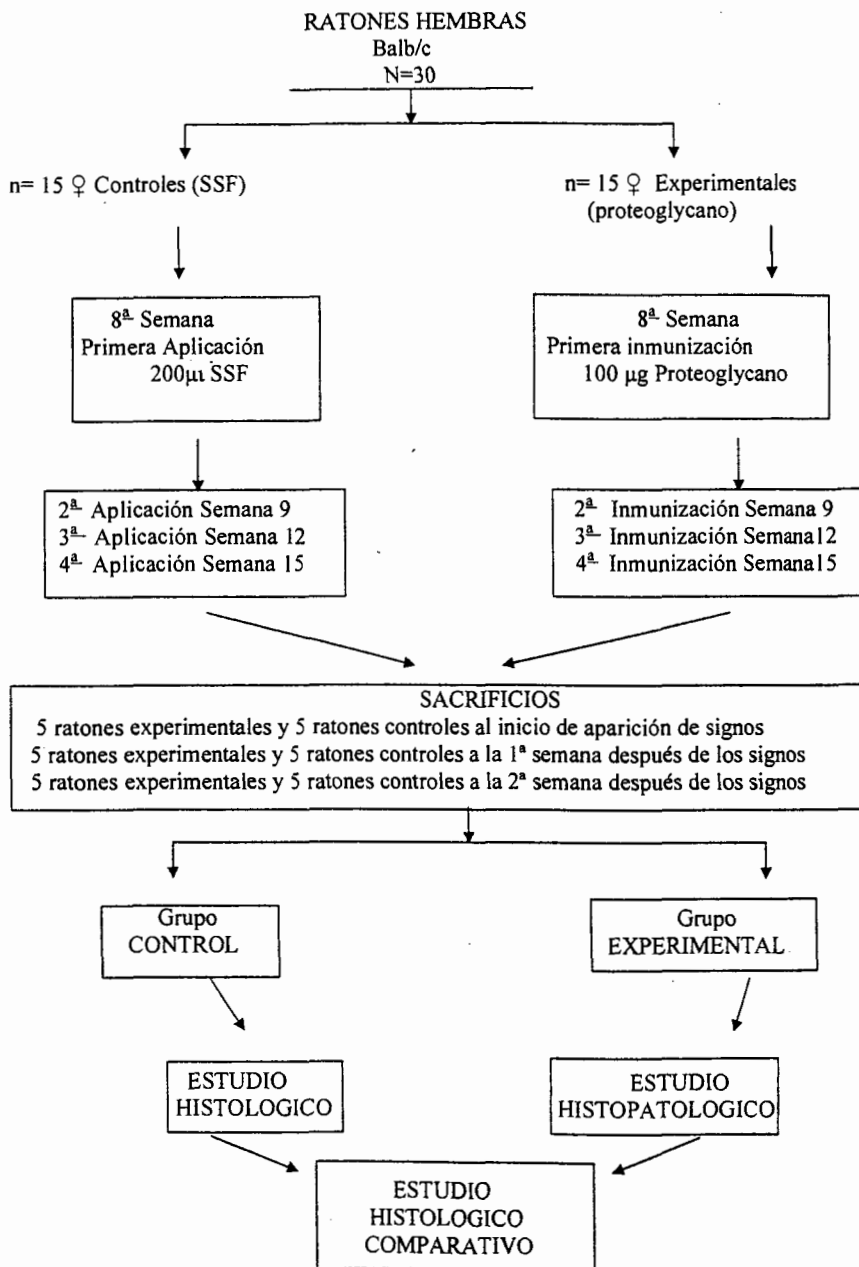 RATONES HEMBRAS
Balb/c
N=30
n= 15 ♀ Controles (SSF)
n= 15 ♀ Experimentales
(proteoglycano)
8ª Semana
Primera Aplicación
200µl SSF
8ª Semana
Primera inmunización
100 µg Proteoglycano
2ª Aplicación Semana 9
3ª Aplicación Semana 12
4ª Aplicación Semana 15
2ª Inmunización Semana 9
3ª Inmunización Semana12
4ª Inmunización Semana15
SACRIFICIOS
5 ratones experimentales y 5 ratones controles al inicio de aparición de signos
5 ratones experimentales y 5 ratones controles a la 1ª semana después de los signos
5 ratones experimentales y 5 ratones controles a la 2ª semana después de los signos
Grupo
CONTROL
Grupo
EXPERIMENTAL
ESTUDIO
HISTOLOGICO
ESTUDIO
HISTOPATOLOGICO
ESTUDIO
HISTOLOGICO
COMPARATIVO